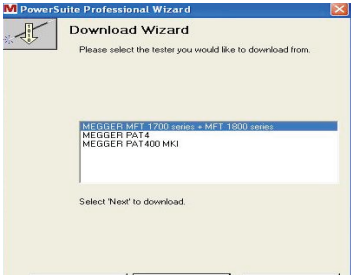 M PowerSuite Professional Wizard
Download Wizard
Please select the tester you would like to download from.
MEGGER MFT 1700 series + MFT 1800 series
MEGGER PAT4
MEGGER PAT400 MKI
Select 'Next' to download.